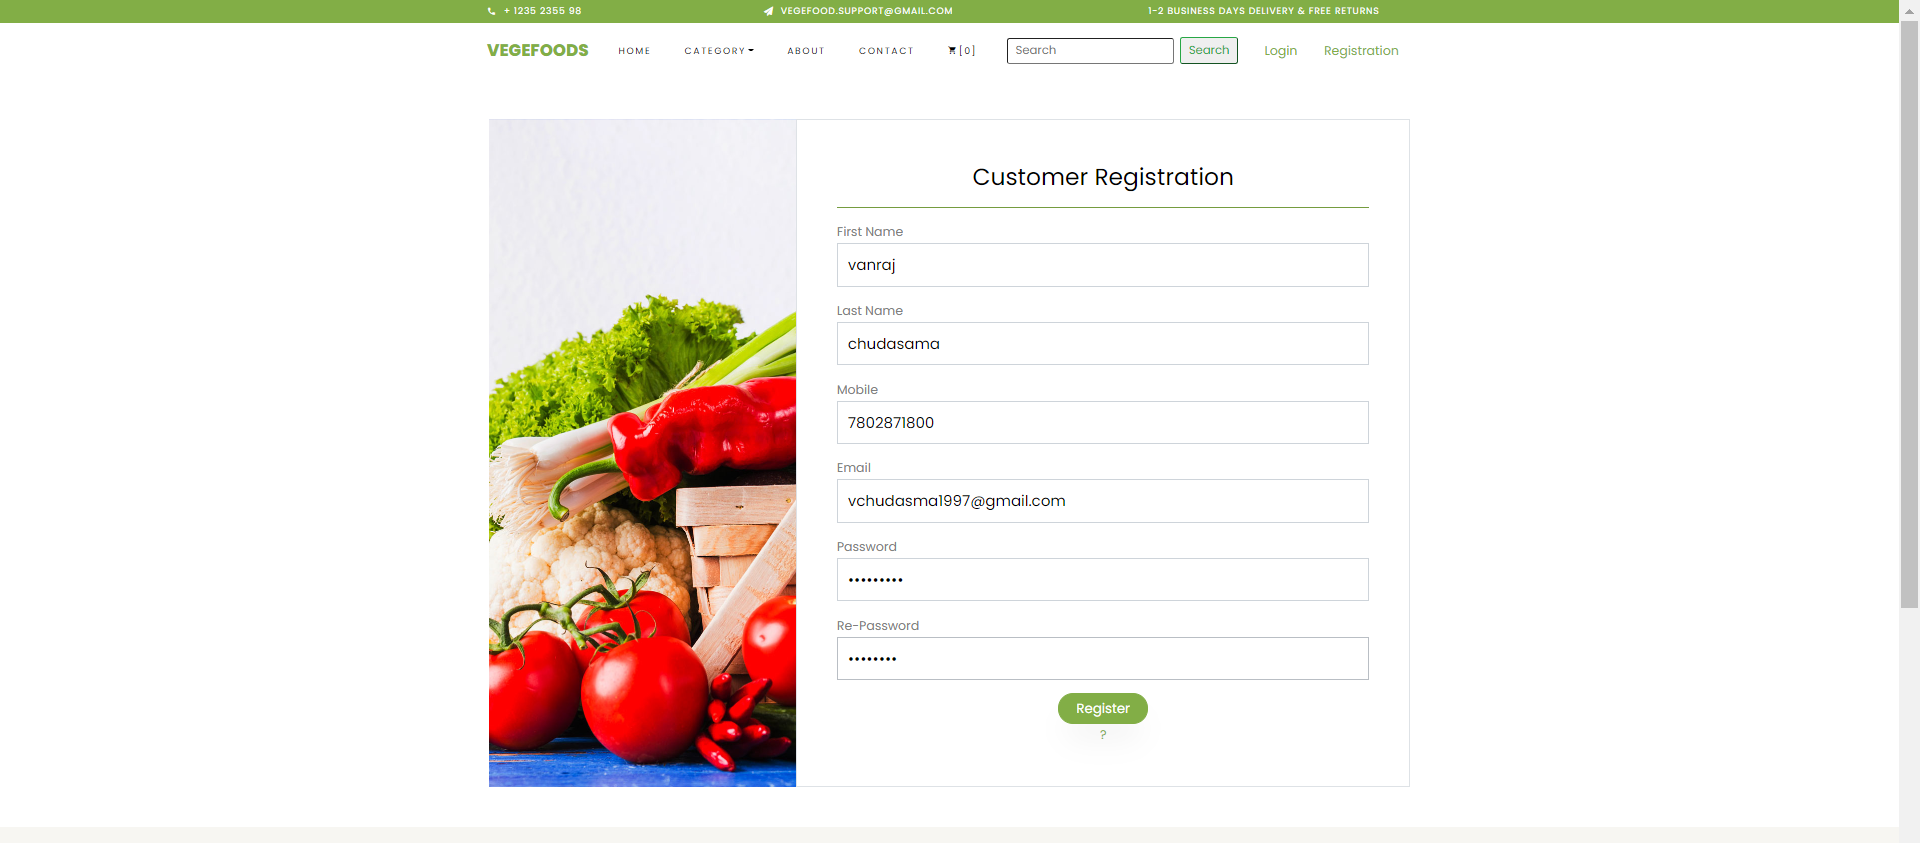 + 1235 2355 98 VEGEFOOD.SUPPORT@GMAIL.COM 1-2 BUSINESS DAYS DELIVERY & FREE RETURNS
VEGEFOODS HOME CATEGORY ABOUT CONTACT [0] Search Search Login Registration
Customer Registration
First Name
vanraj
Last Name
chudasama
Mobile
7802871800
Email
vchudasma1997@gmail.com
Password
•••••••••
Re-Password
••••••••
Register
?